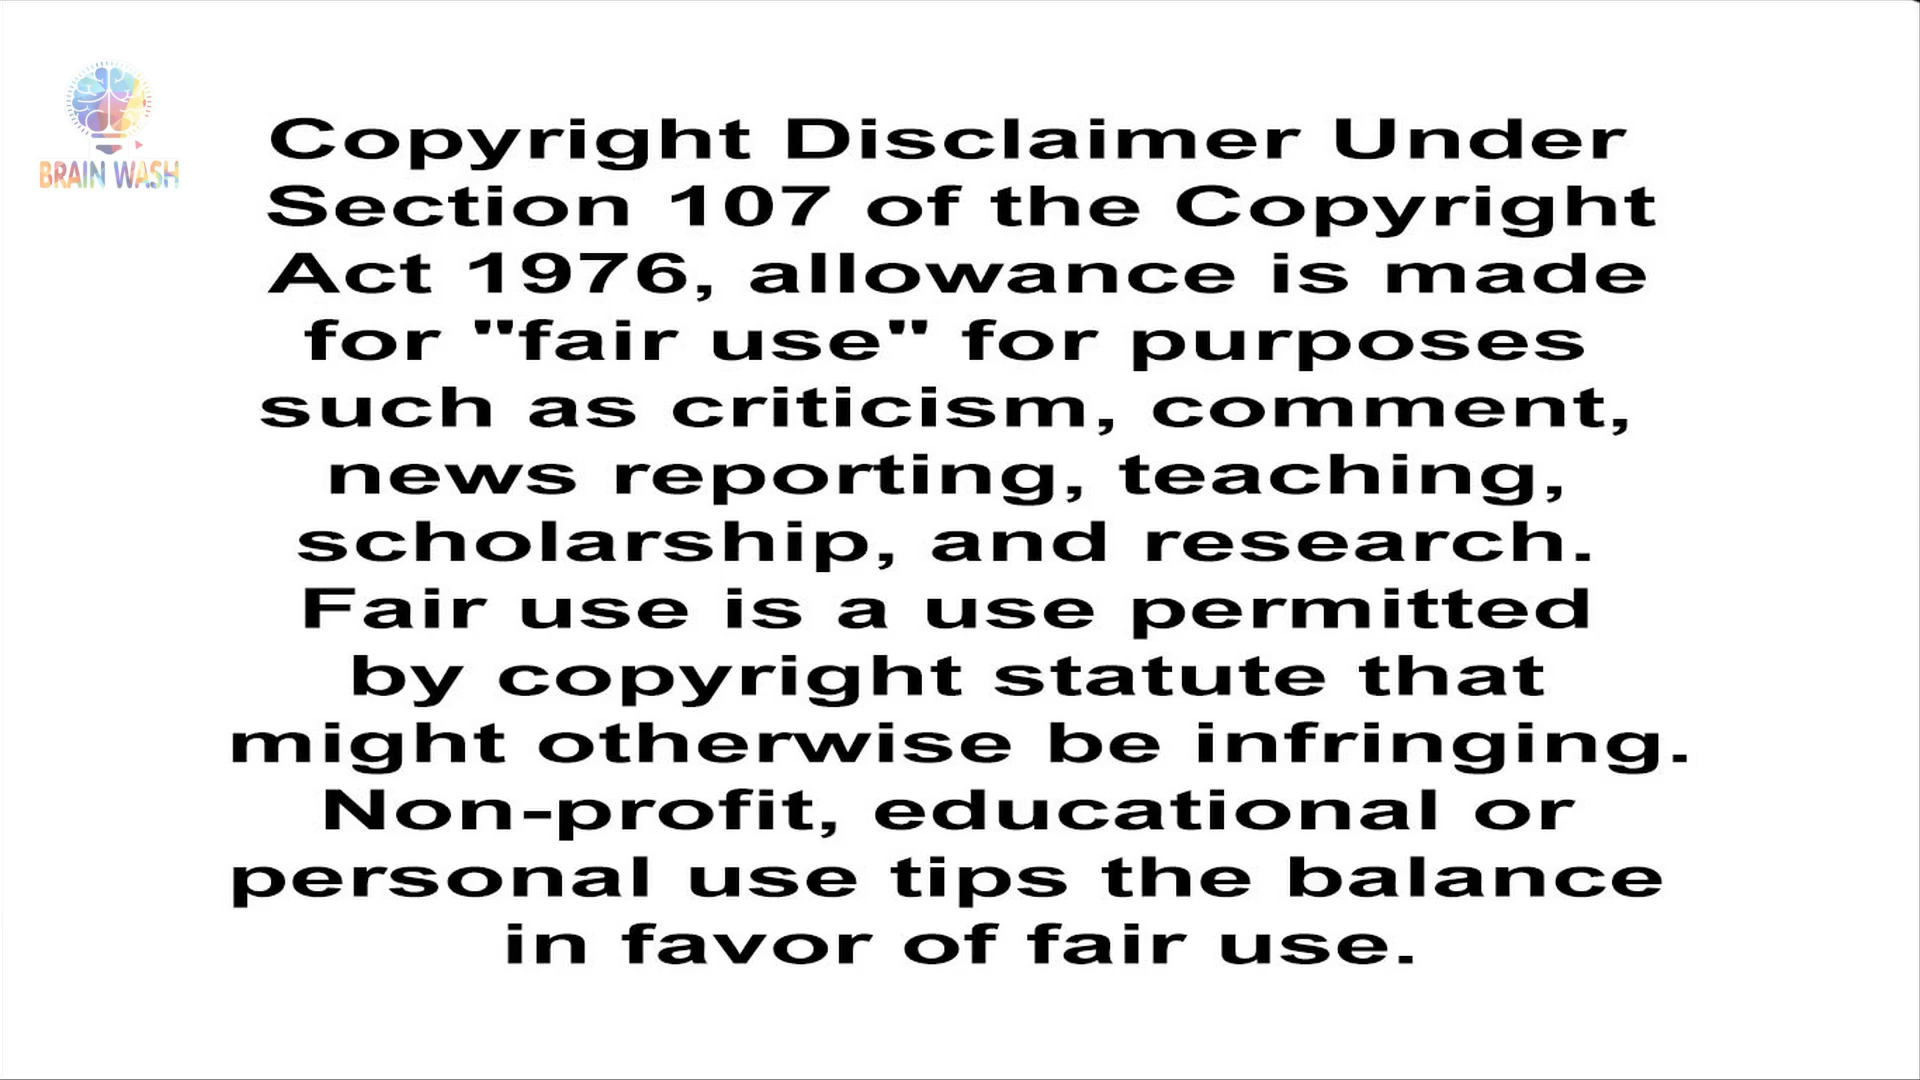 BRAIN WASH
Copyright Disclaimer Under
Section 107 of the Copyright
Act 1976, allowance is made
for "fair use" for purposes
such as criticism, comment,
news reporting, teaching,
scholarship, and research.
Fair use is a use permitted
by copyright statute that
might otherwise be infringing.
Non-profit, educational or
personal use tips the balance
in favor of fair use.